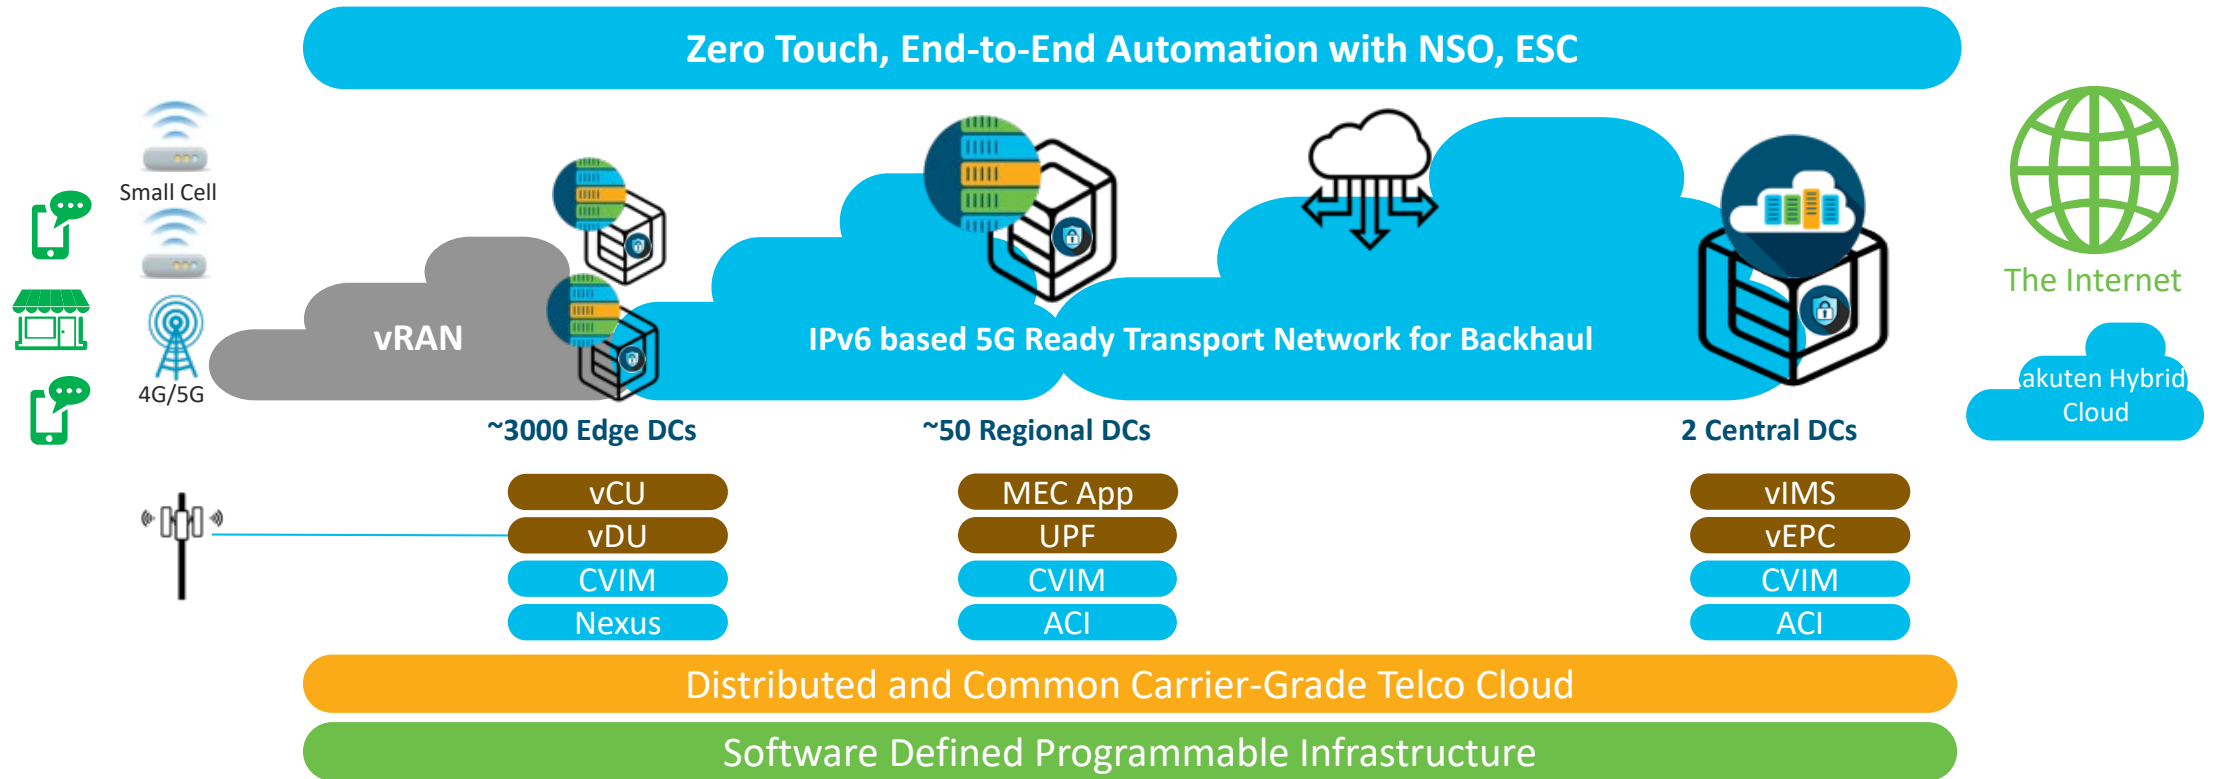 Zero Touch, End-to-End Automation with NSO, ESC
Small Cell
4G/5G
vRAN
IPv6 based 5G Ready Transport Network for Backhaul
The Internet
akuten Hybrid
Cloud
~3000 Edge DCs
~50 Regional DCs
2 Central DCs
vCU
vDU
CVIM
Nexus
MEC App
UPF
CVIM
ACI
vIMS
vEPC
CVIM
ACI
Distributed and Common Carrier-Grade Telco Cloud
Software Defined Programmable Infrastructure